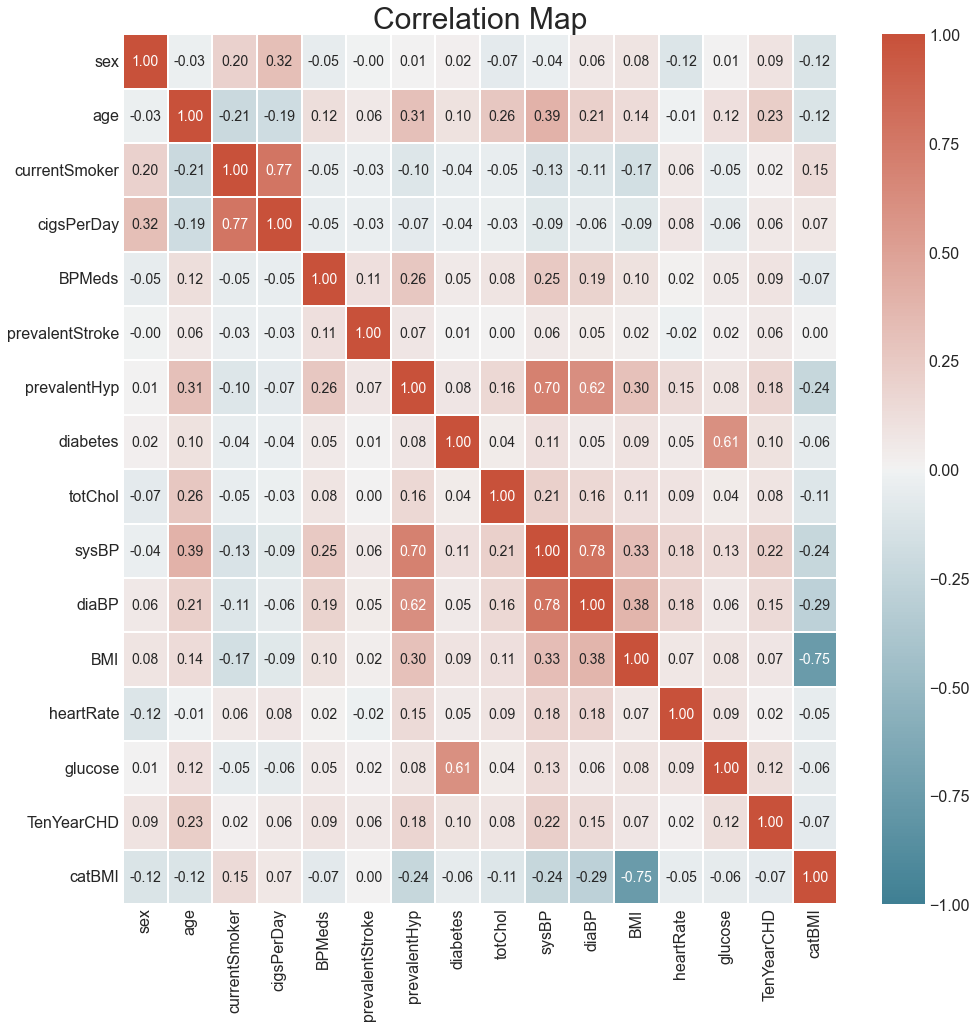 Correlation Map
sex 1.00 -0.03 0.20 0.32 -0.05 -0.00 0.01 0.02 -0.07 -0.04 0.06 0.08 -0.12 0.01 0.09 -0.12
age -0.03 1.00 -0.21 -0.19 0.12 0.06 0.31 0.10 0.26 0.39 0.21 0.14 -0.01 0.12 0.23 -0.12
currentSmoker 0.20 -0.21 1.00 0.77 -0.05 -0.03 -0.10 -0.04 -0.05 -0.13 -0.11 -0.17 0.06 -0.05 0.02 0.15
cigsPerDay 0.32 -0.19 0.77 1.00 -0.05 -0.03 -0.07 -0.04 -0.03 -0.09 -0.06 -0.09 0.08 -0.06 0.06 0.07
BPMeds -0.05 0.12 -0.05 -0.05 1.00 0.11 0.26 0.05 0.08 0.25 0.19 0.10 0.02 0.05 0.09 -0.07
prevalentStroke -0.00 0.06 -0.03 -0.03 0.11 1.00 0.07 0.01 0.00 0.06 0.05 0.02 -0.02 0.02 0.06 0.00
prevalentHyp 0.01 0.31 -0.10 -0.07 0.26 0.07 1.00 0.08 0.16 0.70 0.62 0.30 0.15 0.08 0.18 -0.24
diabetes 0.02 0.10 -0.04 -0.04 0.05 0.01 0.08 1.00 0.04 0.11 0.05 0.09 0.05 0.61 0.10 -0.06
totChol -0.07 0.26 -0.05 -0.03 0.08 0.00 0.16 0.04 1.00 0.21 0.16 0.11 0.09 0.04 0.08 -0.11
sysBP -0.04 0.39 -0.13 -0.09 0.25 0.06 0.70 0.11 0.21 1.00 0.78 0.33 0.18 0.13 0.22 -0.24
diaBP 0.06 0.21 -0.11 -0.06 0.19 0.05 0.62 0.05 0.16 0.78 1.00 0.38 0.18 0.06 0.15 -0.29
BMI 0.08 0.14 -0.17 -0.09 0.10 0.02 0.30 0.09 0.11 0.33 0.38 1.00 0.07 0.08 0.07 -0.75
heartRate -0.12 -0.01 0.06 0.08 0.02 -0.02 0.15 0.05 0.09 0.18 0.18 0.07 1.00 0.09 0.02 -0.05
glucose 0.01 0.12 -0.05 -0.06 0.05 0.02 0.08 0.61 0.04 0.13 0.06 0.08 0.09 1.00 0.12 -0.06
TenYearCHD 0.09 0.23 0.02 0.06 0.09 0.06 0.18 0.10 0.08 0.22 0.15 0.07 0.02 0.12 1.00 -0.07
catBMI -0.12 -0.12 0.15 0.07 -0.07 0.00 -0.24 -0.06 -0.11 -0.24 -0.29 -0.75 -0.05 -0.06 -0.07 1.00
sex
age
currentSmoker
cigsPerDay
BPMeds
prevalentStroke
prevalentHyp
diabetes
totChol
sysBP
diaBP
BMI
heartRate
glucose
TenYearCHD
catBMI
1.00
0.75
0.50
0.25
0.00
−0.25
−0.50
−0.75
−1.00